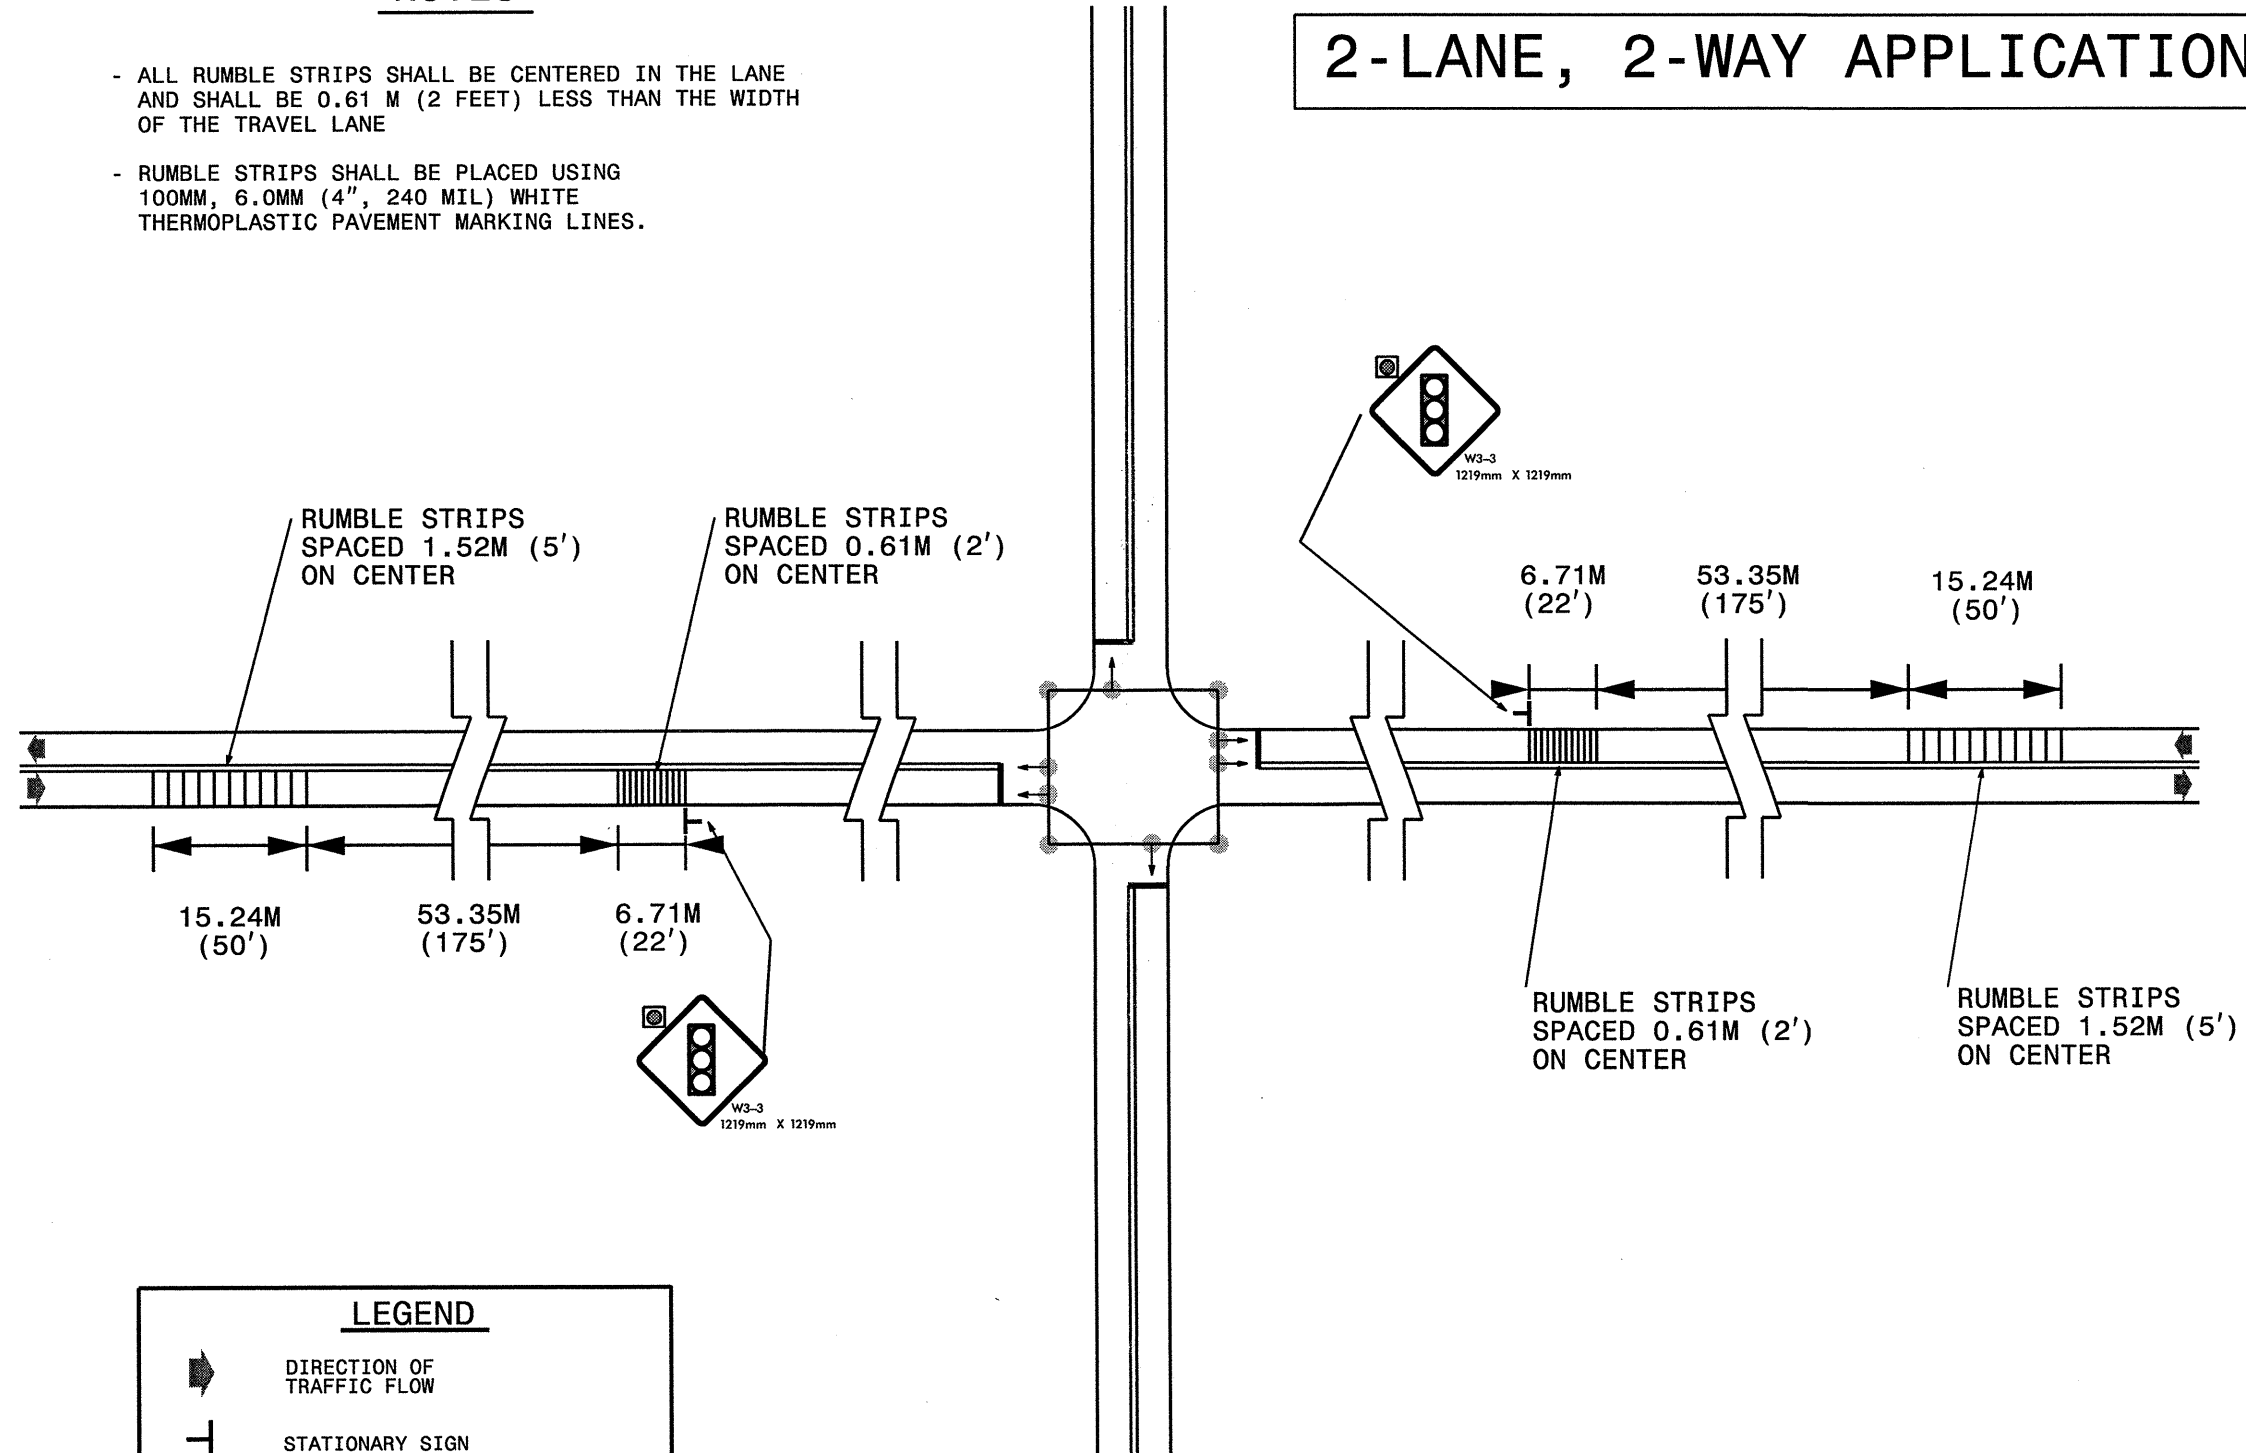 2-LANE, 2-WAY APPLICATION
- ALL RUMBLE STRIPS SHALL BE CENTERED IN THE LANE
AND SHALL BE 0.61 M (2 FEET) LESS THAN THE WIDTH
OF THE TRAVEL LANE
- RUMBLE STRIPS SHALL BE PLACED USING
100MM, 6.0MM (4", 240 MIL) WHITE
THERMOPLASTIC PAVEMENT MARKING LINES.
W3-3
1219mm X 1219mm
RUMBLE STRIPS
SPACED 1.52M (5')
ON CENTER
RUMBLE STRIPS
SPACED 0.61M (2')
ON CENTER
6.71M
(22')
53.35M
(175')
15.24M
(50')
15.24M
(50')
53.35M
(175')
6.71M
(22')
RUMBLE STRIPS
SPACED 0.61M (2')
ON CENTER
RUMBLE STRIPS
SPACED 1.52M (5')
ON CENTER
W3-3
1219mm X 1219mm
LEGEND
DIRECTION OF
TRAFFIC FLOW
STATIONARY SIGN